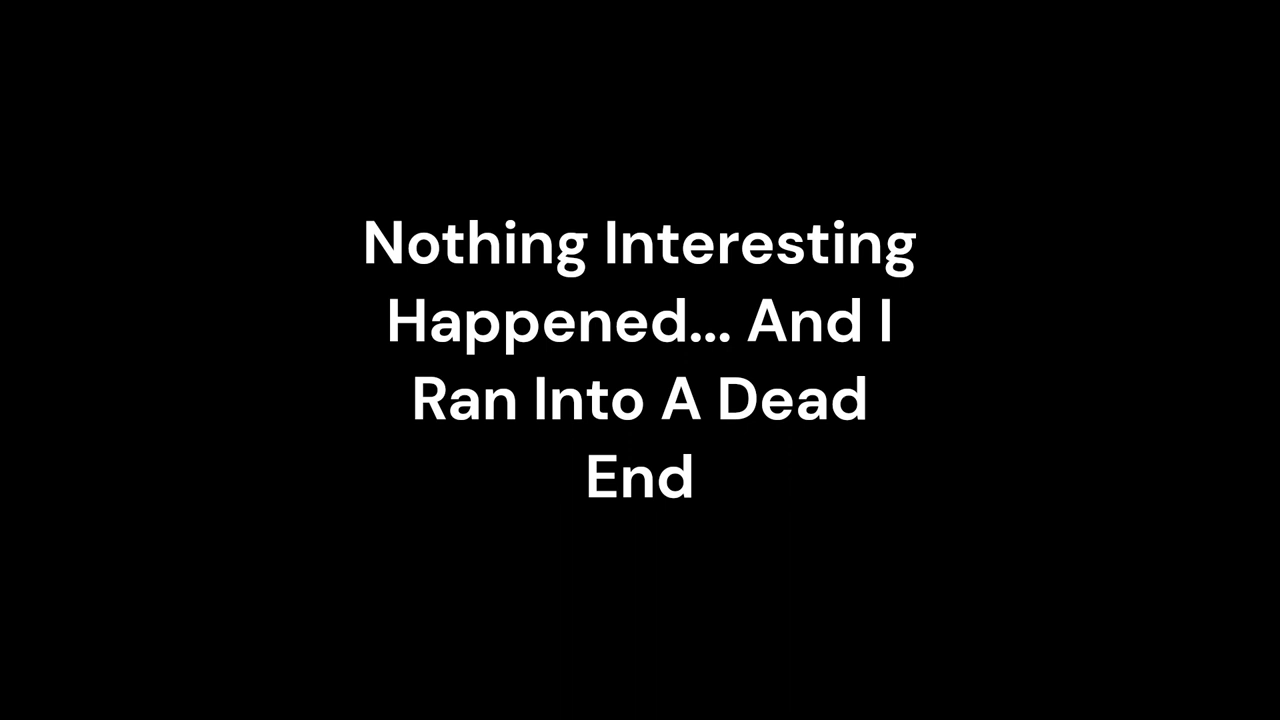 Nothing Interesting
Happened... And I
Ran Into A Dead
End